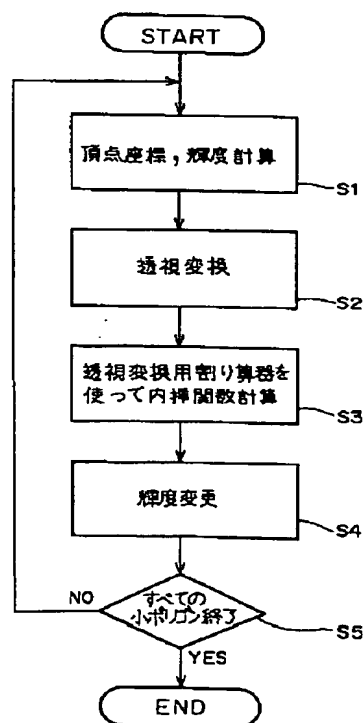 START
頂点座標,輝度計算
S1
透視変換
S2
透視変換用割り算器を
使って内挿関数計算
S3
輝度変更
S4
すべての
小ポリゴン終了
S5
NO
YES
END